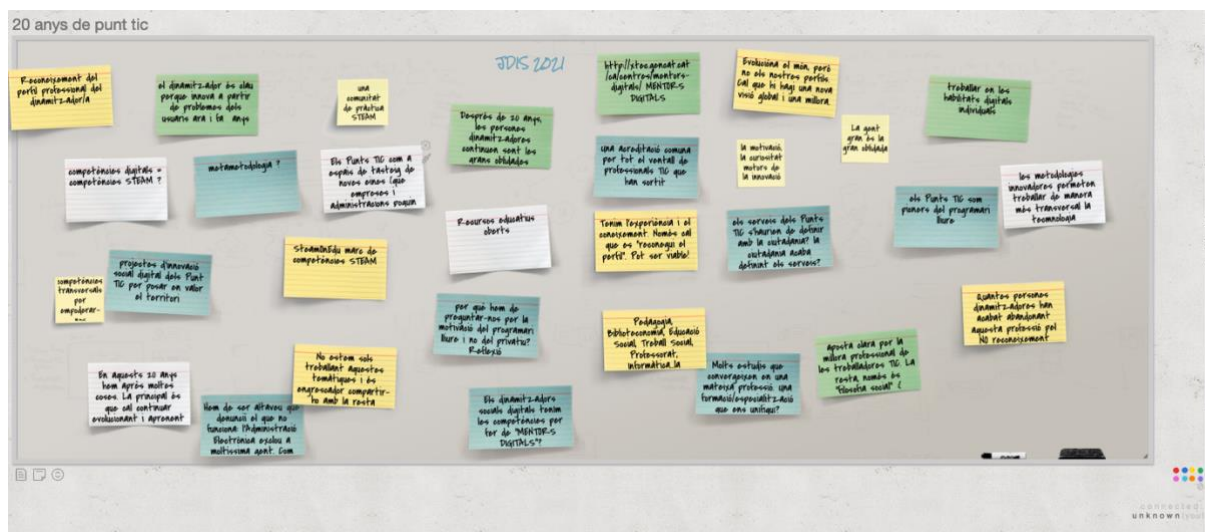 20 anys de punt tic
JDIS 2021
Reconeixement del
perfil professional del
dinamitzador/a
el dinamitzador és clau
perque innova a partir
de problemes dels
usuaris ara i fa anys
una
comunitat
de pràctica
STEAM
Després de 20 anys,
les persones
dinamitzadores
continuen sent les
grans oblidades
http://xtec.gencat.cat
/ca/centres/mentors-
digitals/ MENTORS
DIGITALS
Evoluciona el món, però
no els nostres perfils.
Cal que hi hagi una nova
visió global i una millora.
La gent
gran és la
gran oblidada
treballar en les
habilitats digitals
individuals
competències digitals =
competències STEAM ?
metametodologia ?
Els Punts TIC com a
espais de tasteig de
noves eines (que
empreses i
Administracions puguin
Recursos educatius
oberts
una acreditació comuna
per tot el ventall de
professionals TIC que
han sortit
la motivació,
la curiositat
motors de
la innovació
els Punts TIC som
puners del programari
lliure
les metodologies
innovadores permeten
treballar de manera
més transversal la
tecmnologia
competències
transversals
per
empoderar-
projectes d'innovació
social digital dels Punt
TIC per posar en valor
el territori
SteamOnEdu marc de
competències STEAM
Tenim l'experiència i el
coneixement. Només cal
que es "reconegui el
perfil". Pot ser viable!
els serveis dels Punts
TIC s'haurien de definir
amb la ciutadania? la
ciutadania acaba
definint els serveis?
per què hem de
preguntar-nos per la
motivació del programari
lliure i no del privatiu?
Reflexió
Pedagogia,
Biblioteconomia, Educació
Social, Treball Social,
Professorat,
informàtica...la
Quantes persones
dinamitzadores han
acabat abandonant
aquesta professió pel
NO reconeixement
En aquests 20 anys
hem après moltes
coses. La principal és
que cal continuar
evolucionant i aprenent
Hem de ser altaveu que
denunciï el que no
funciona: l'Administració
Electrònica exclou a
moltíssima gent. Com
No estem sols
treballant aquestes
temàtiques i és
engrescador compartir-
ho amb la resta
Els dinamitzadors
socials digitals tenim
les competències per
fer de "MENTORS
DIGITALS"?
Molts estudis que
convergeixen en una
mateixa professió: una
formació/especialització
que ens unifiqui?
aposta clara per la
millora professional de
les treballadores TIC. La
resta, només és
"filosofia social" (
connected
unknown (you)